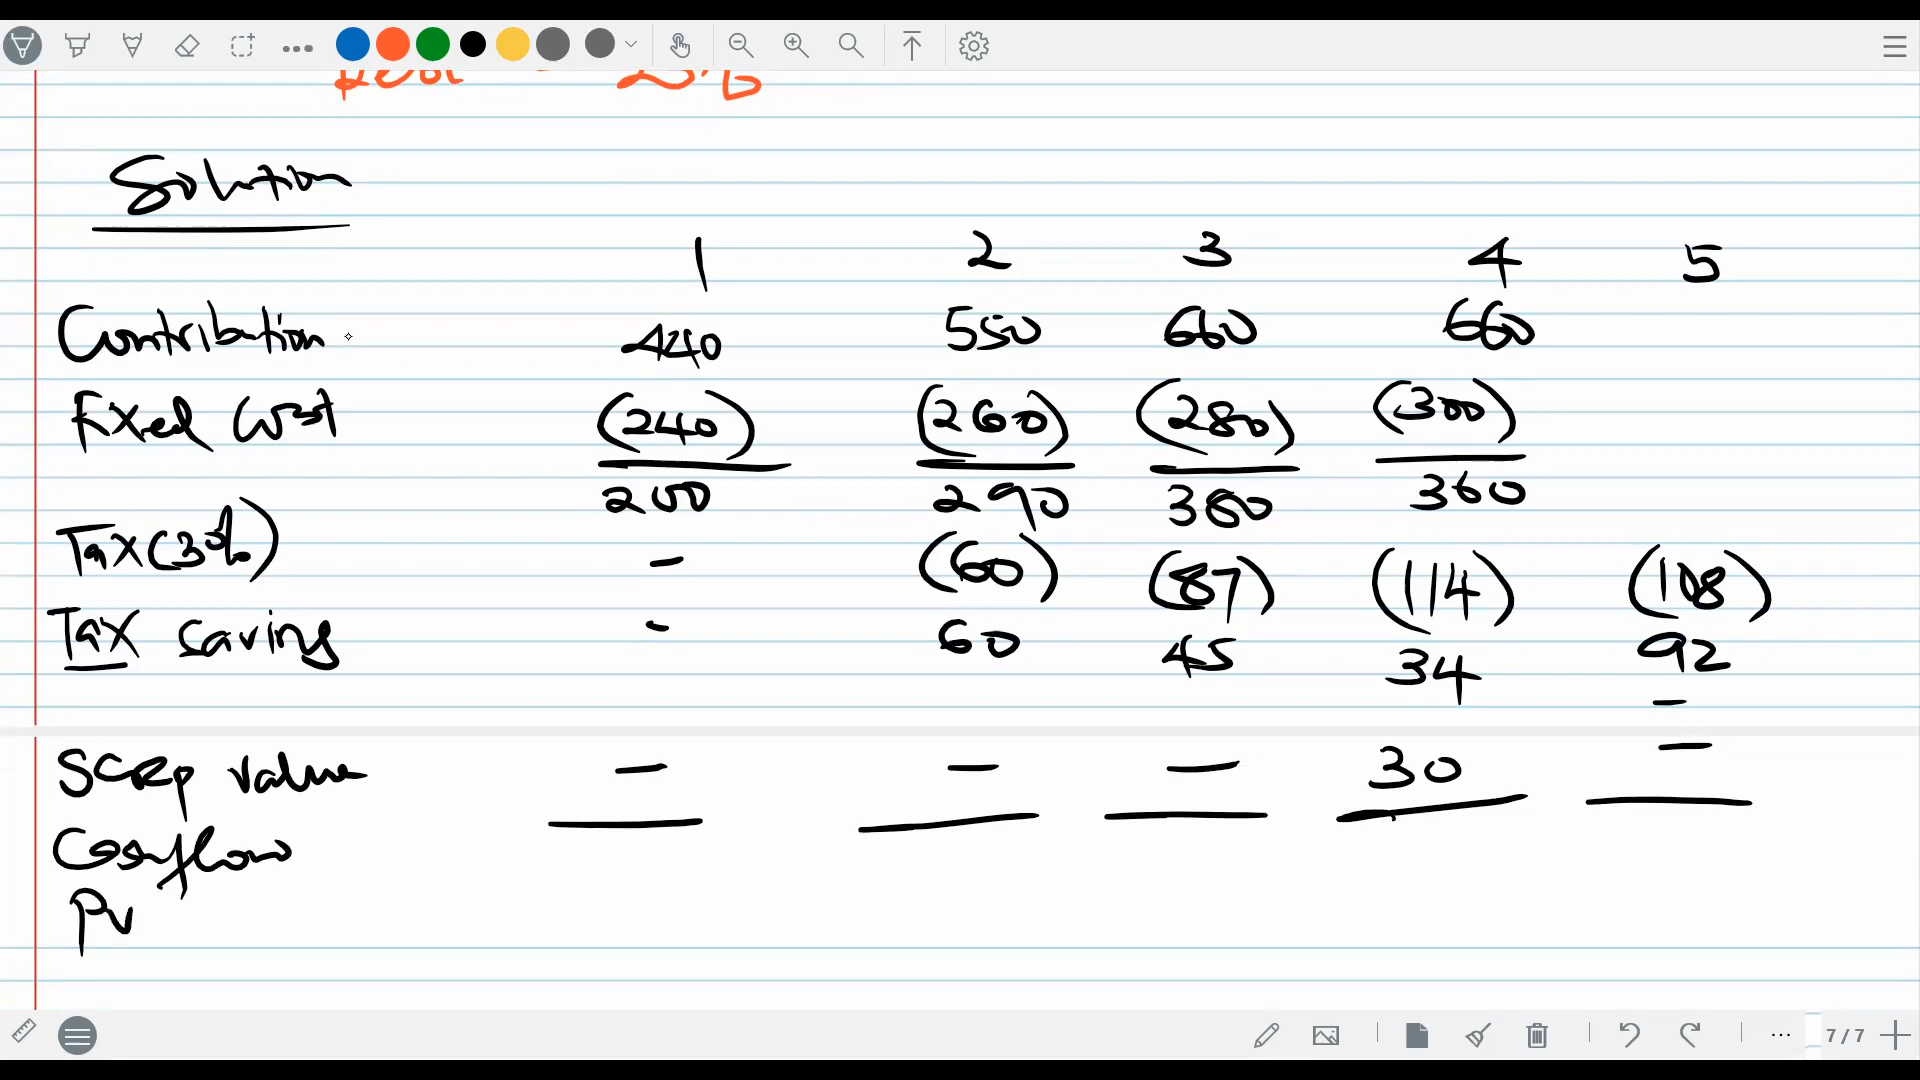 Solution
1 2 3 4 5
Contribution 440 550 660 660
Fixed Cost (240) (260) (280) (300)
200 290 380 360
Tax (30%) - (60) (87) (114) (108)
Tax saving - 60 45 34 92
Scrap value - - - 30 -
Cashflow
PV
7 / 7